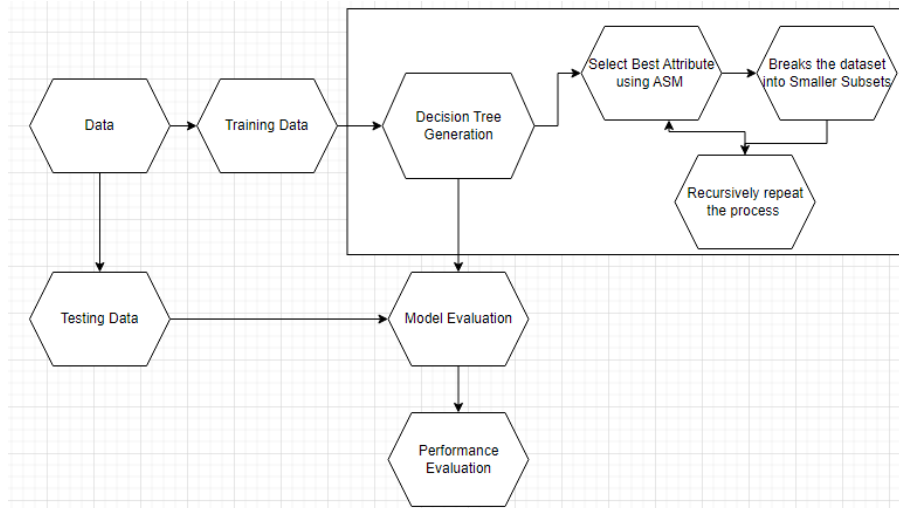 Data
Training Data
Decision Tree
Generation
Select Best Attribute
using ASM
Breaks the dataset
into Smaller Subsets
Recursively repeat
the process
Testing Data
Model Evaluation
Performance
Evaluation